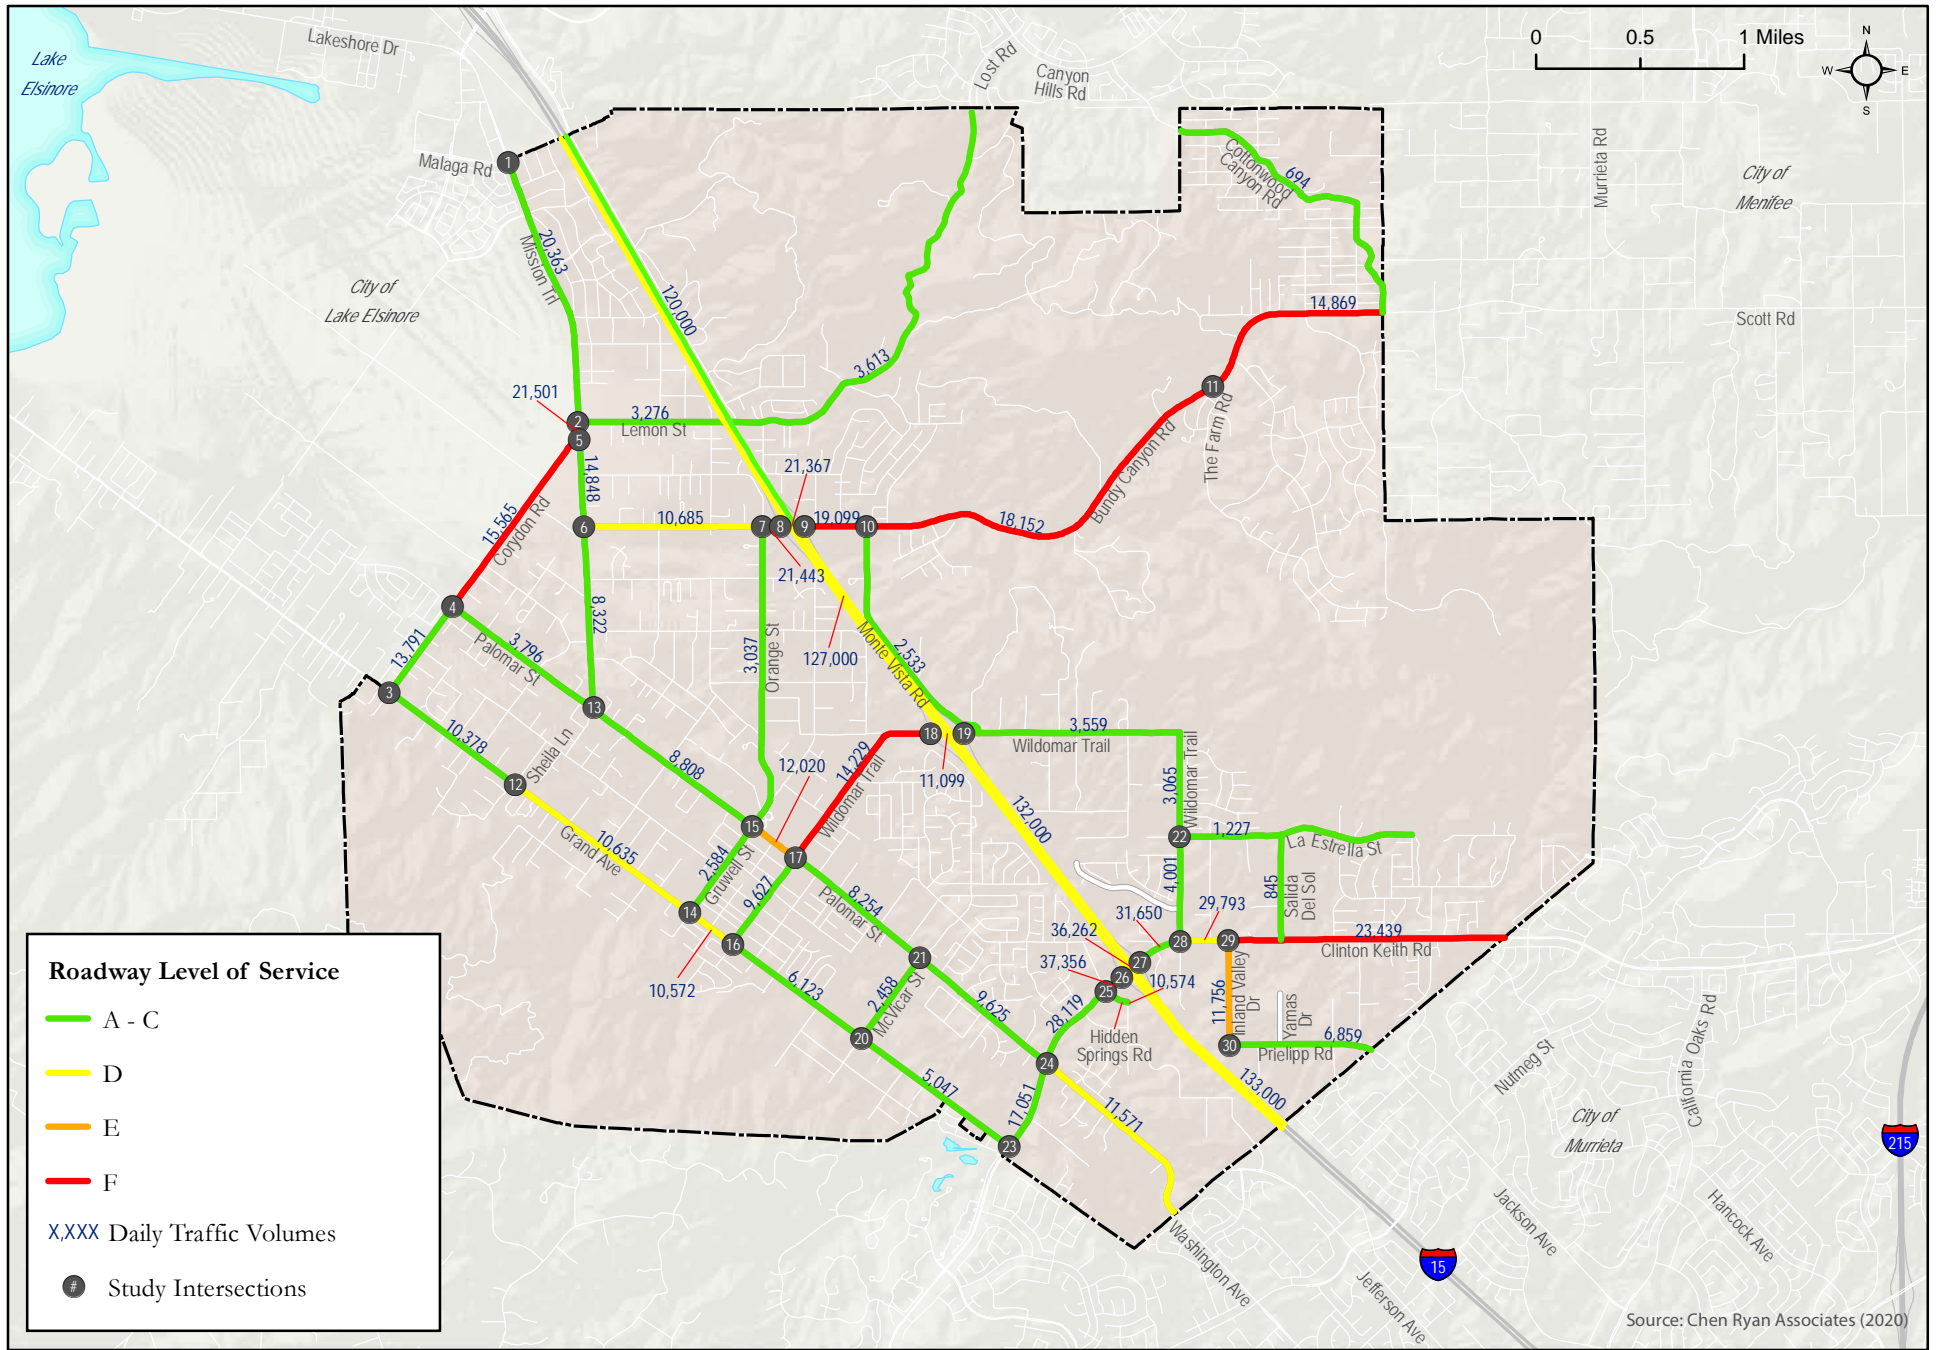 Lake
Elsinore
Lakeshore Dr
Lost Rd
Canyon
Hills Rd
0
0.5
1 Miles
N
W
E
S
Malaga Rd
1
Cottonwood
Canyon Rd
694
Murrieta Rd
City of
Menifee
20,363
Mission Trl
City of
Lake Elsinore
120,000
14,869
Scott Rd
3,613
11
The Farm Rd
21,501
2
3,276
Lemon St
5
14,848
21,367
Bundy Canyon Rd
15,565
Corydon Rd
6
10,685
7
8
9
19,099
10
18,152
21,443
4
8,322
3,796
Palomar St
13,791
3,037
Orange St
127,000
Monte Vista Rd
2,533
3
13
10,378
Sheila Ln
8,808
12,020
14,229
Wildomar Trail
18
19
11,099
3,559
Wildomar Trail
3,065
Wildomar Trail
12
132,000
10,635
Grand Ave
15
2,584
Gruwell St
17
22
1,227
La Estrella St
9,627
8,254
Palomar St
4,001
845
Salida
Del Sol
14
10,572
16
31,650
29,793
36,262
28
29
23,439
Clinton Keith Rd
37,356
27
26
25
10,574
21
6,123
2,458
McVicar St
9,625
28,119
Hidden
Springs Rd
11,756
Inland Valley
Dr
Yamas
Dr
6,859
30
Prielipp Rd
20
24
5,047
17,051
11,571
133,000
23
Nutmeg St
California Oaks Rd
City of
Murrieta
215
Washington Ave
Jackson Ave
Hancock Ave
15
Jefferson Ave
Roadway Level of Service
A - C
D
E
F
X,XXX Daily Traffic Volumes
# Study Intersections
Source: Chen Ryan Associates (2020)